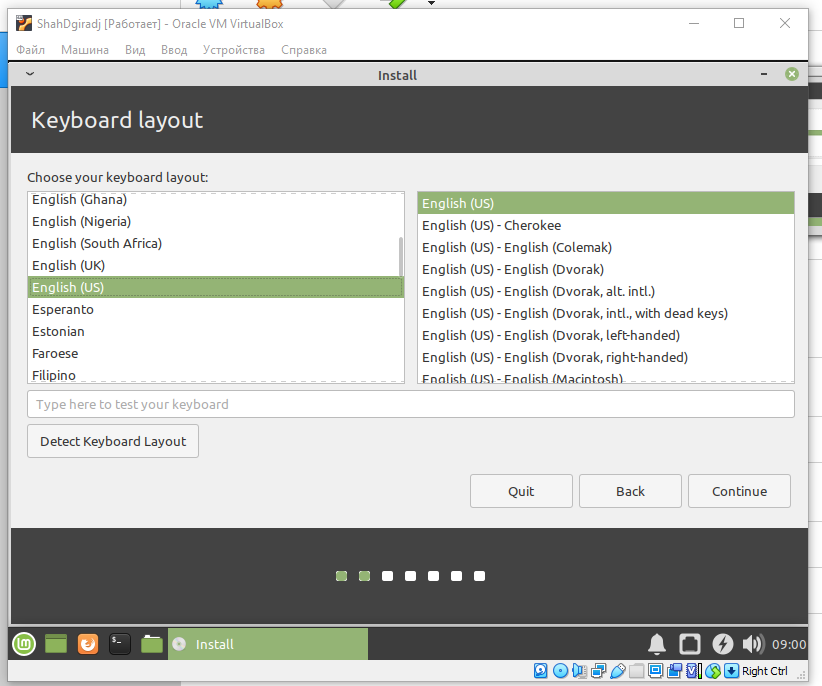 ShahDgiradj [Работает] - Oracle VM VirtualBox
Файл Машина Вид Ввод Устройства Справка
Install
Keyboard layout
Choose your keyboard layout:
English (Ghana)
English (Nigeria)
English (South Africa)
English (UK)
English (US)
Esperanto
Estonian
Faroese
Filipino
English (US)
English (US) - Cherokee
English (US) - English (Colemak)
English (US) - English (Dvorak)
English (US) - English (Dvorak, alt. intl.)
English (US) - English (Dvorak, intl., with dead keys)
English (US) - English (Dvorak, left-handed)
English (US) - English (Dvorak, right-handed)
English (US) - English (Macintosh)
Type here to test your keyboard
Detect Keyboard Layout
Quit Back Continue
Install 09:00
Right Ctrl